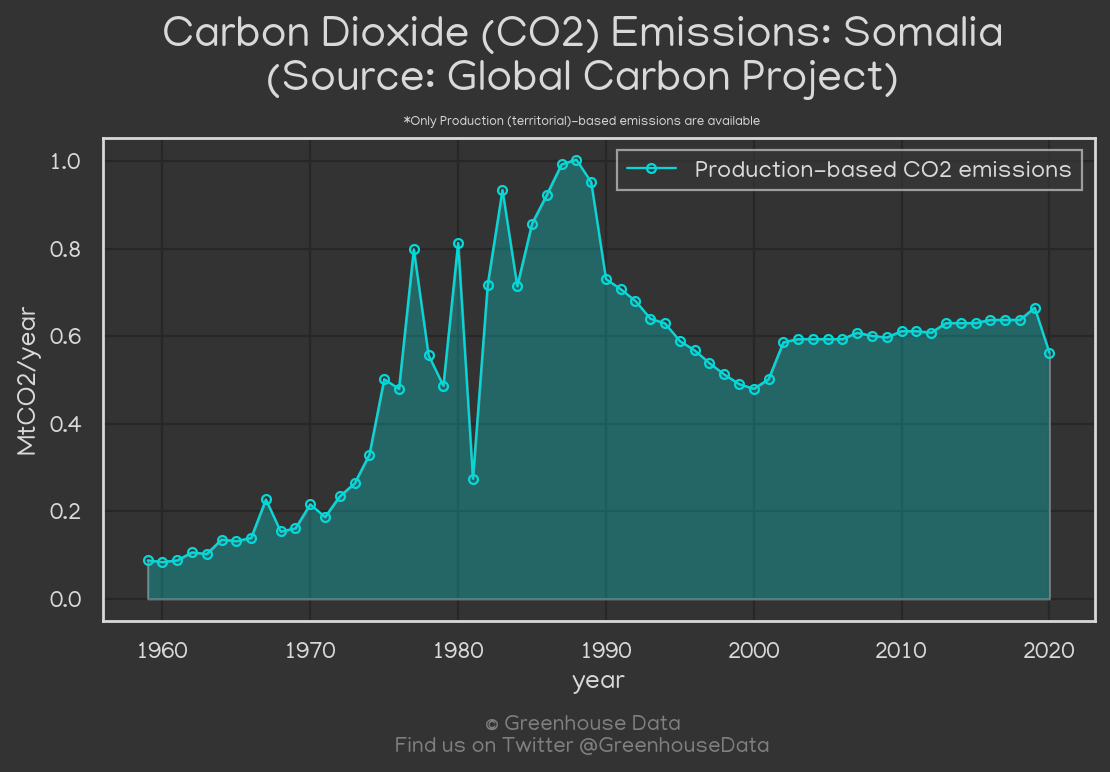 Carbon Dioxide (CO2) Emissions: Somalia
(Source: Global Carbon Project)
*Only Production (territorial)-based emissions are available
Production-based CO2 emissions
MtCO2/year
1.0
0.8
0.6
0.4
0.2
0.0
1960 1970 1980 1990 2000 2010 2020
year
© Greenhouse Data
Find us on Twitter @GreenhouseData